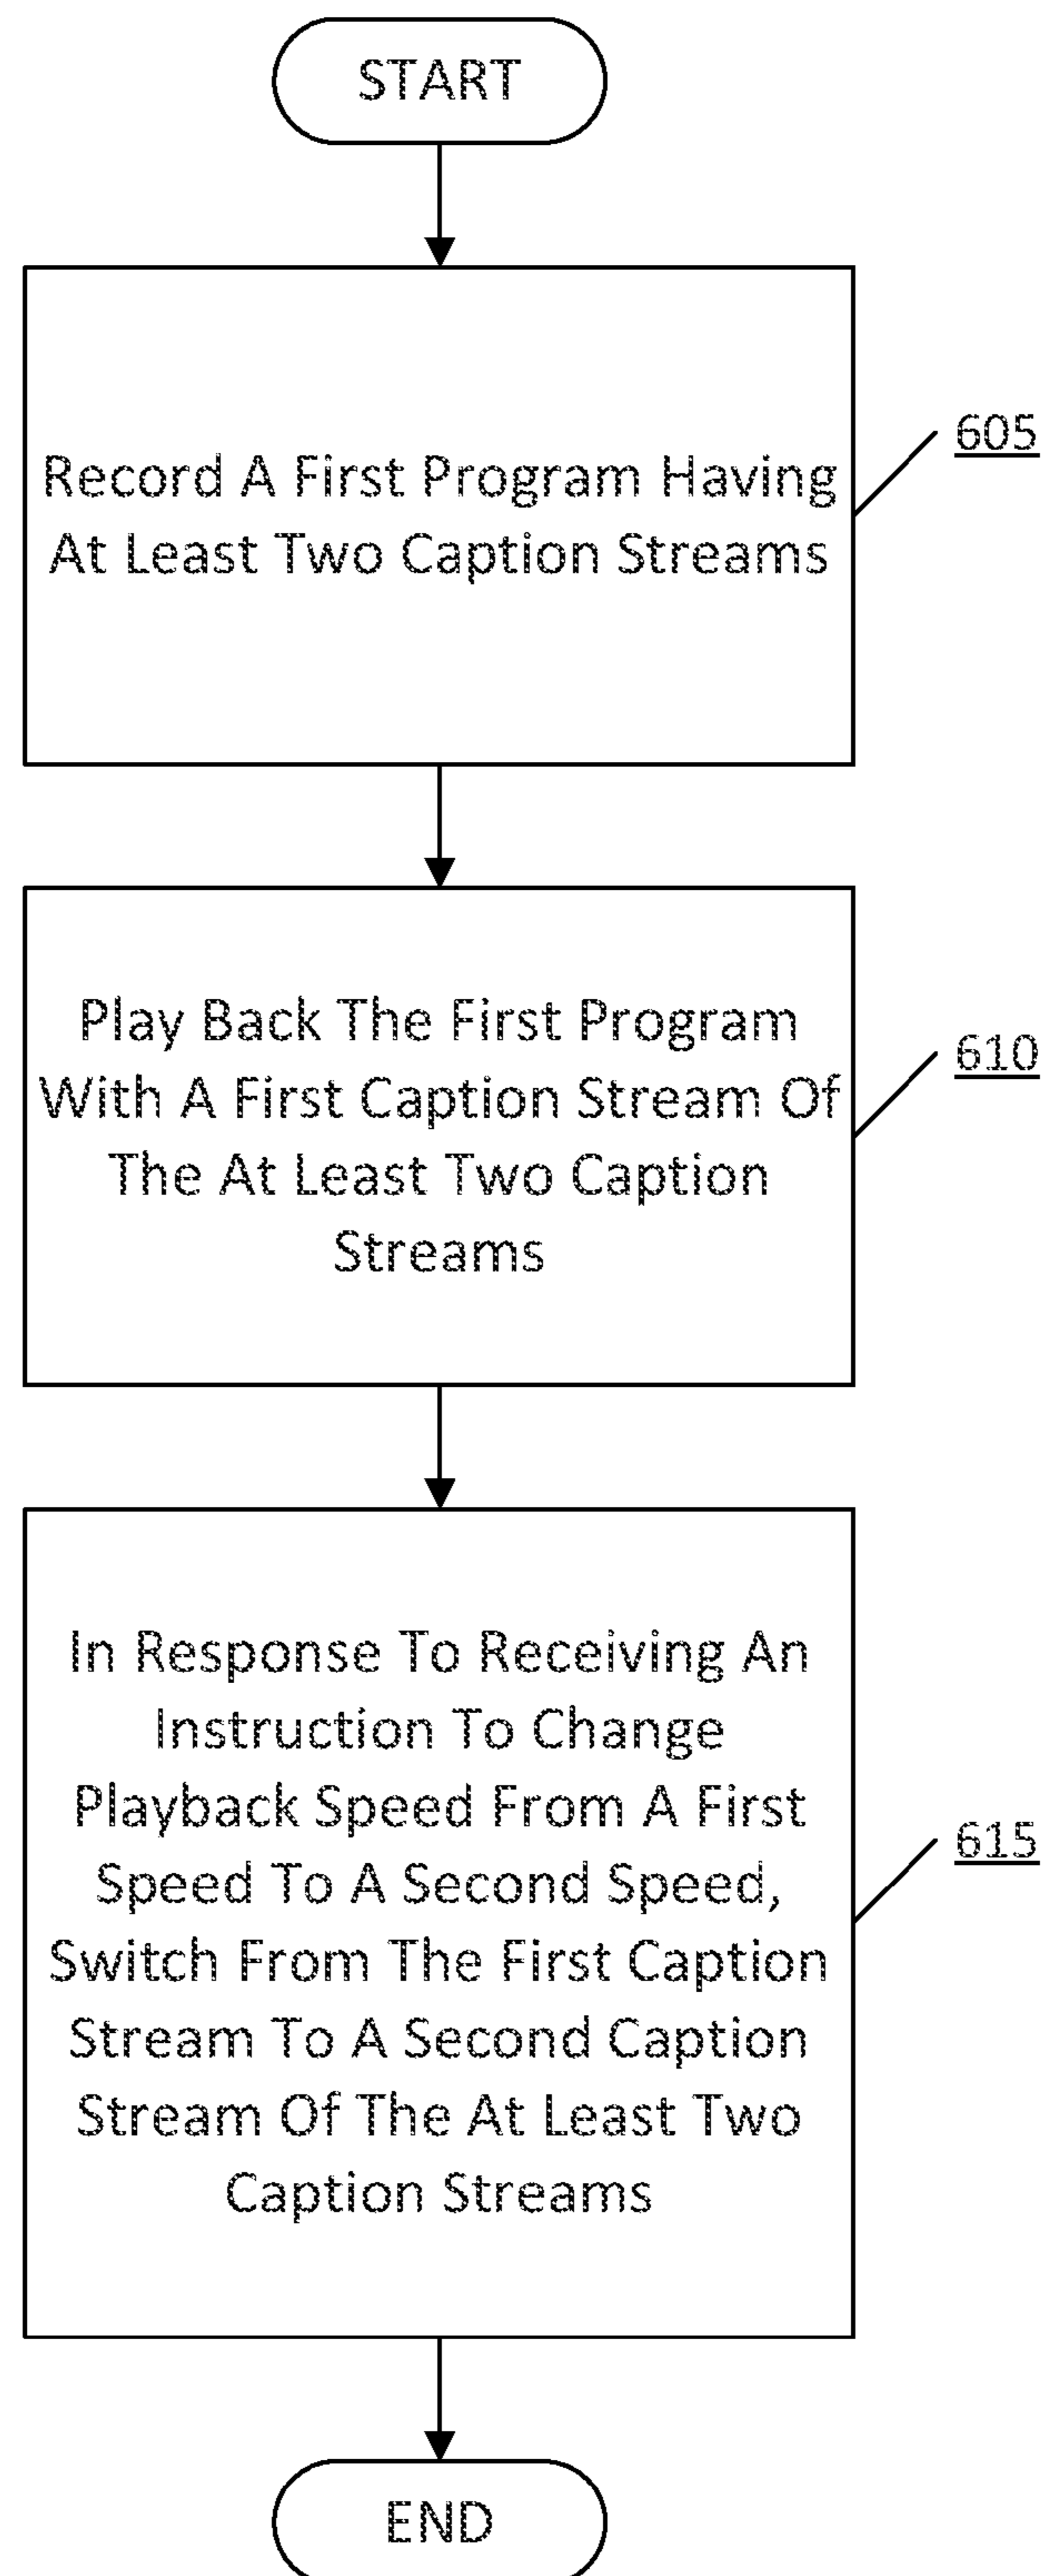 START
Record A First Program Having
At Least Two Caption Streams
605
Play Back The First Program
With A First Caption Stream Of
The At Least Two Caption
Streams
610
In Response To Receiving An
Instruction To Change
Playback Speed From A First
Speed To A Second Speed,
Switch From The First Caption
Stream To A Second Caption
Stream Of The At Least Two
Caption Streams
615
END